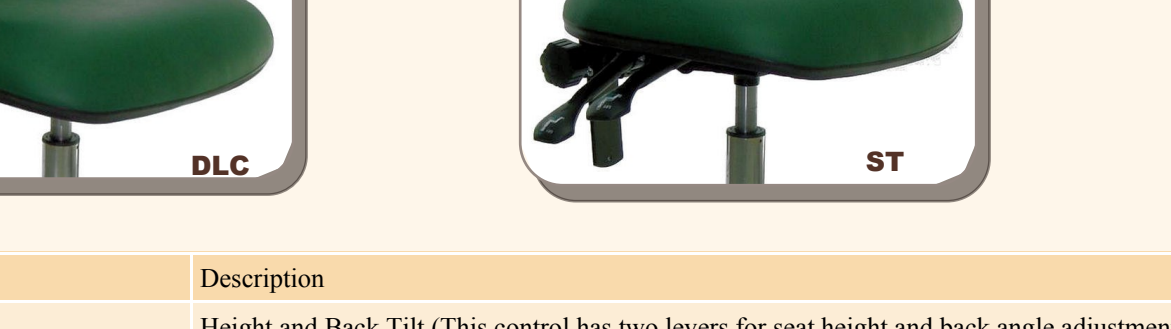 DLC
ST
Description
Height and Back Tilt (This control has two levers for seat height and back angle adjustmen